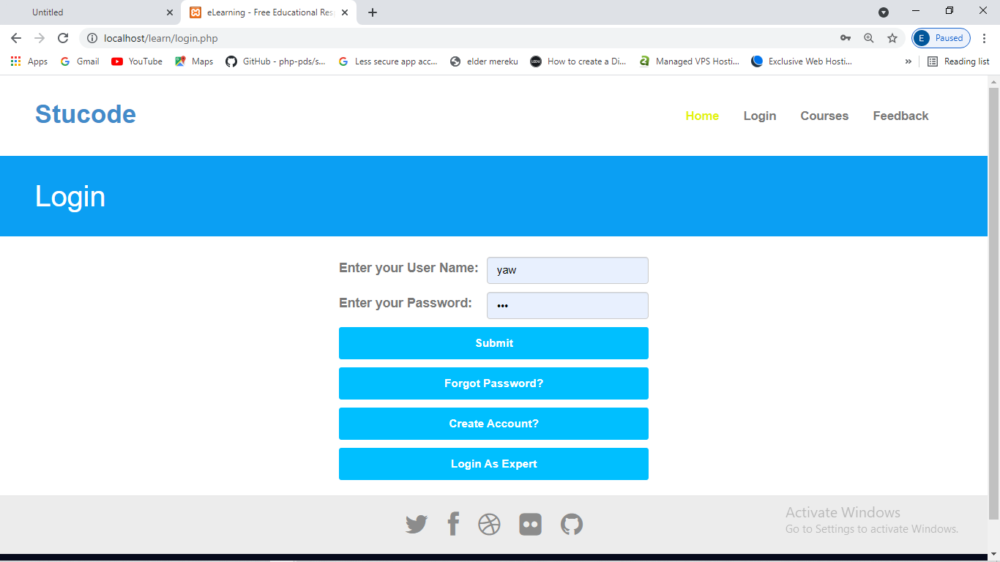 Untitled
eLearning - Free Educational Res
localhost/learn/login.php
E Paused
Apps Gmail YouTube Maps GitHub - php-pds/s... Less secure app acc... elder mereku How to create a Di... Managed VPS Hosti... Exclusive Web Hosti... » Reading list
Stucode
Home Login Courses Feedback
Login
Enter your User Name: yaw
Enter your Password: •••
Submit
Forgot Password?
Create Account?
Login As Expert
Activate Windows
Go to Settings to activate Windows.